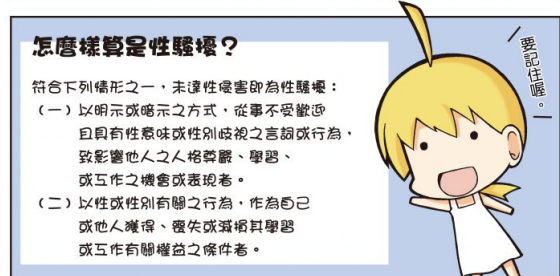 怎麼樣算是性騷擾？
符合下列情形之一，未達性侵害即為性騷擾：
（一）以明示或暗示之方式，從事不受歡迎
且具有性意味或性別歧視之言詞或行為，
致影響他人之人格尊嚴、學習、
或工作之機會或表現者。
（二）以性或性別有關之行為，作為自己
或他人獲得、喪失或減損其學習
或工作有關權益之條件者。
要記住喔。